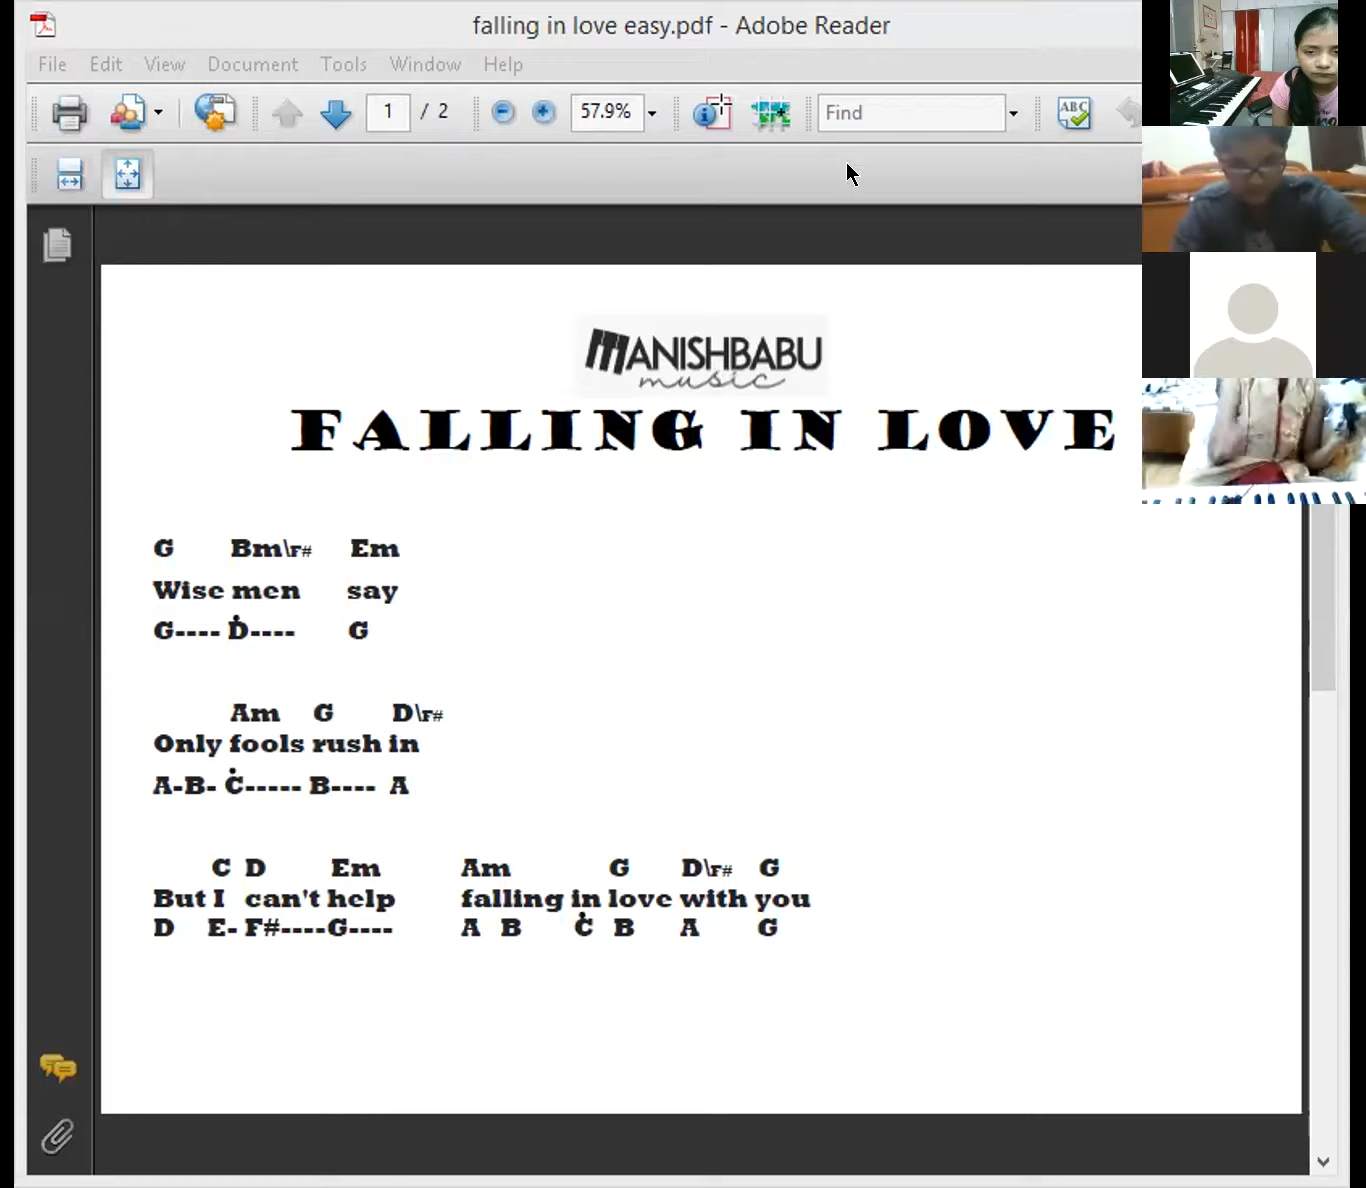 falling in love easy.pdf - Adobe Reader
File Edit View Document Tools Window Help
1 / 2 57.9% Find ABC
MANISHBABU
music
FALLING IN LOVE
G Bm\F# Em
Wise men say
G---- Ḋ---- G
Am G D\F#
Only fools rush in
A-B- Ċ----- B---- A
C D Em Am G D\F# G
But I can't help falling in love with you
D E- F#----G---- A B Ċ B A G